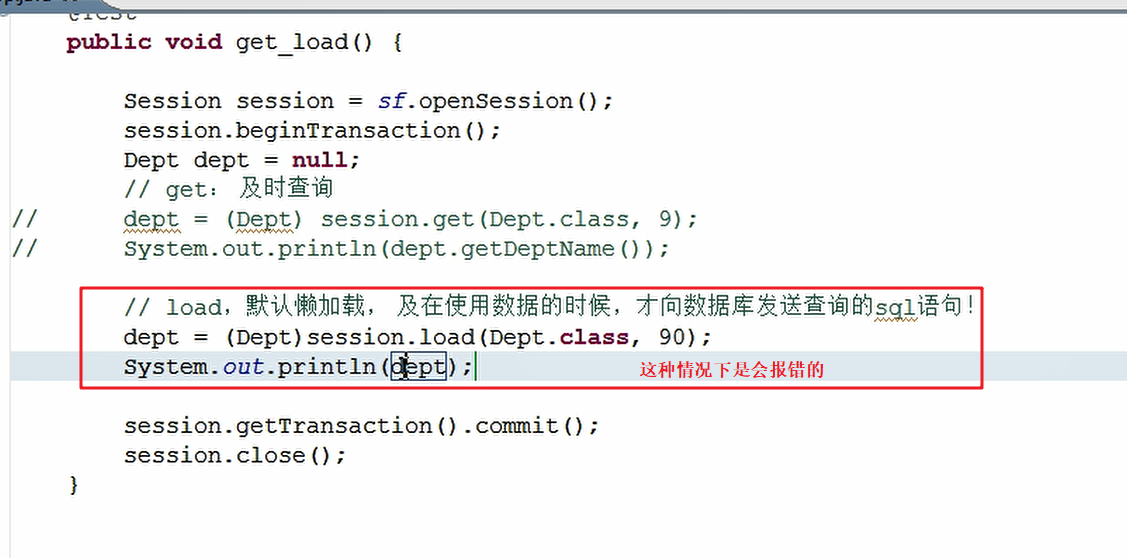 public void get_load() {
Session session = sf.openSession();
session.beginTransaction();
Dept dept = null;
// get： 及时查询
// dept = (Dept) session.get(Dept.class, 9);
// System.out.println(dept.getDeptName());
// load，默认懒加载， 及在使用数据的时候，才向数据库发送查询的sql语句！
dept = (Dept)session.load(Dept.class, 90);
System.out.println(dept);
这种情况下是会报错的
session.getTransaction().commit();
session.close();
}